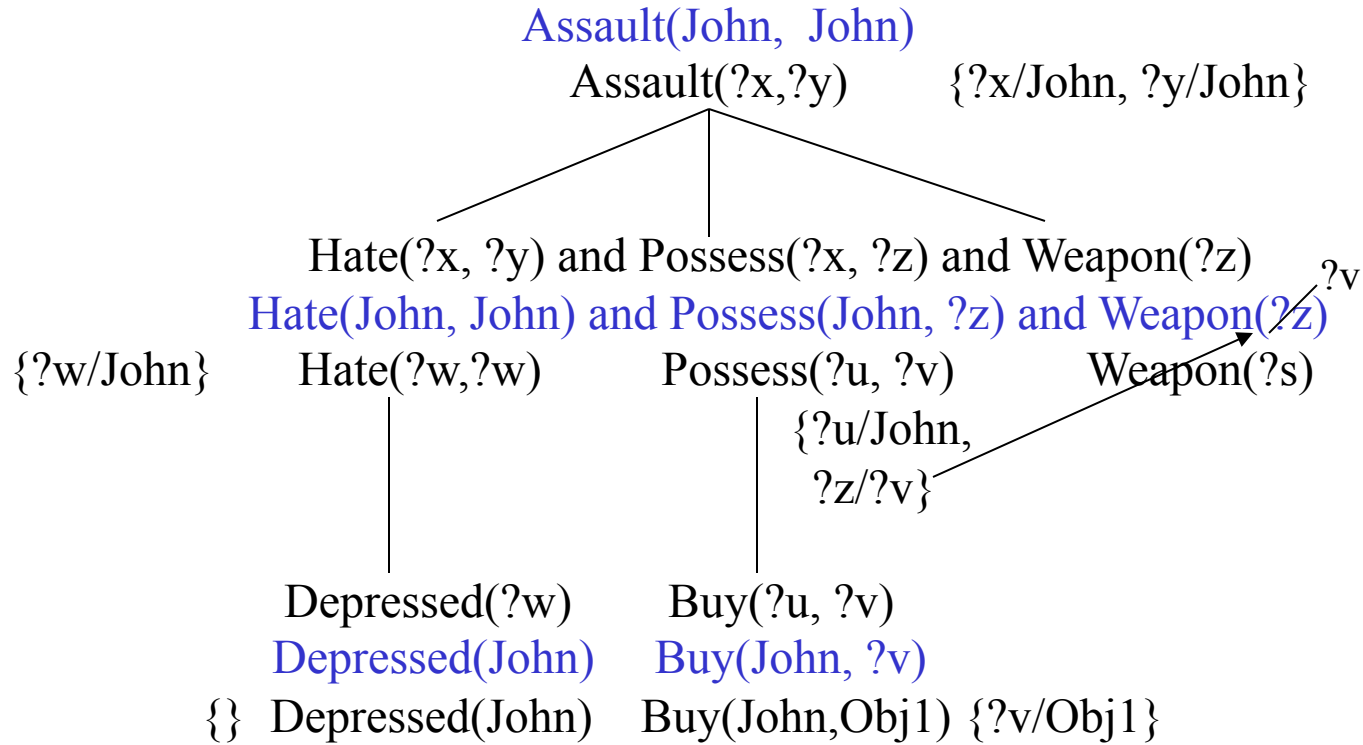 Assault(John, John)
Assault(?x,?y) {?x/John, ?y/John}
Hate(?x, ?y) and Possess(?x, ?z) and Weapon(?z)
?v
Hate(John, John) and Possess(John, ?z) and Weapon(?z)
{?w/John} Hate(?w,?w) Possess(?u, ?v) Weapon(?s)
{?u/John,
?z/?v}
Depressed(?w) Buy(?u, ?v)
Depressed(John) Buy(John, ?v)
{} Depressed(John) Buy(John,Obj1) {?v/Obj1}